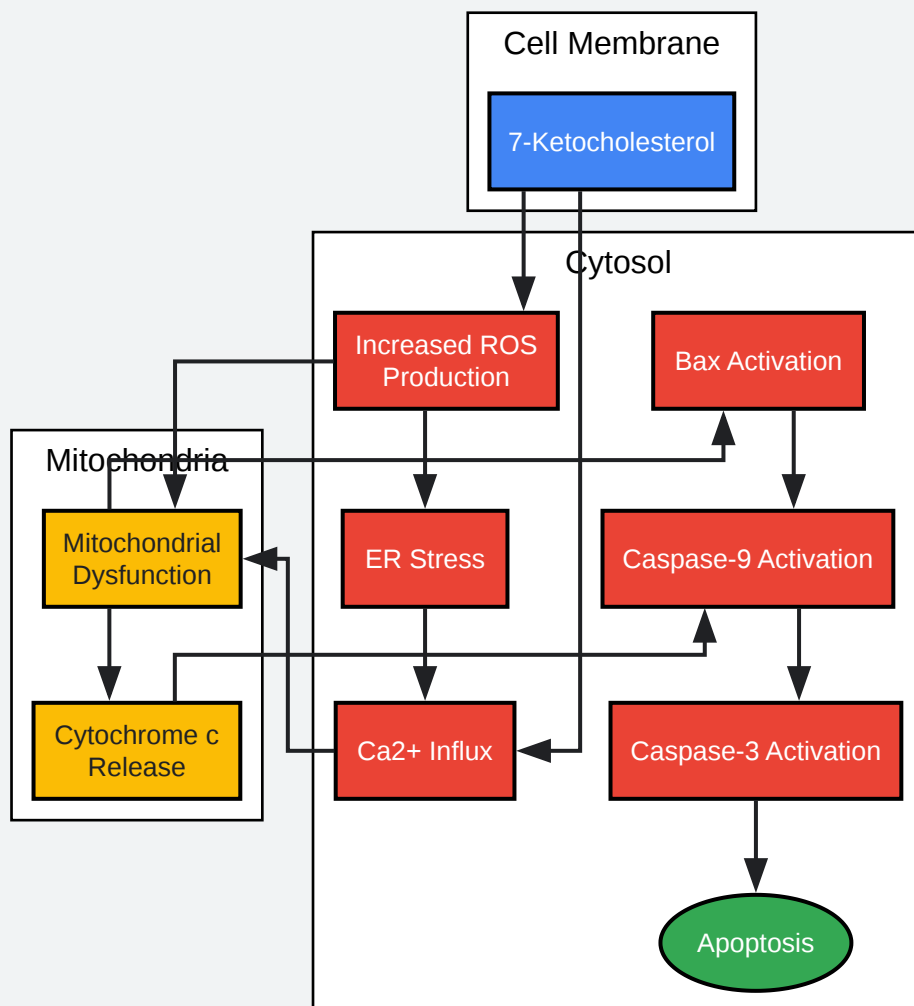 Cell Membrane
7-Ketocholesterol
Cytosol
Increased ROS
Production
Bax Activation
Mitochondria
Mitochondrial
Dysfunction
ER Stress
Caspase-9 Activation
Cytochrome c
Release
Ca2+ Influx
Caspase-3 Activation
Apoptosis